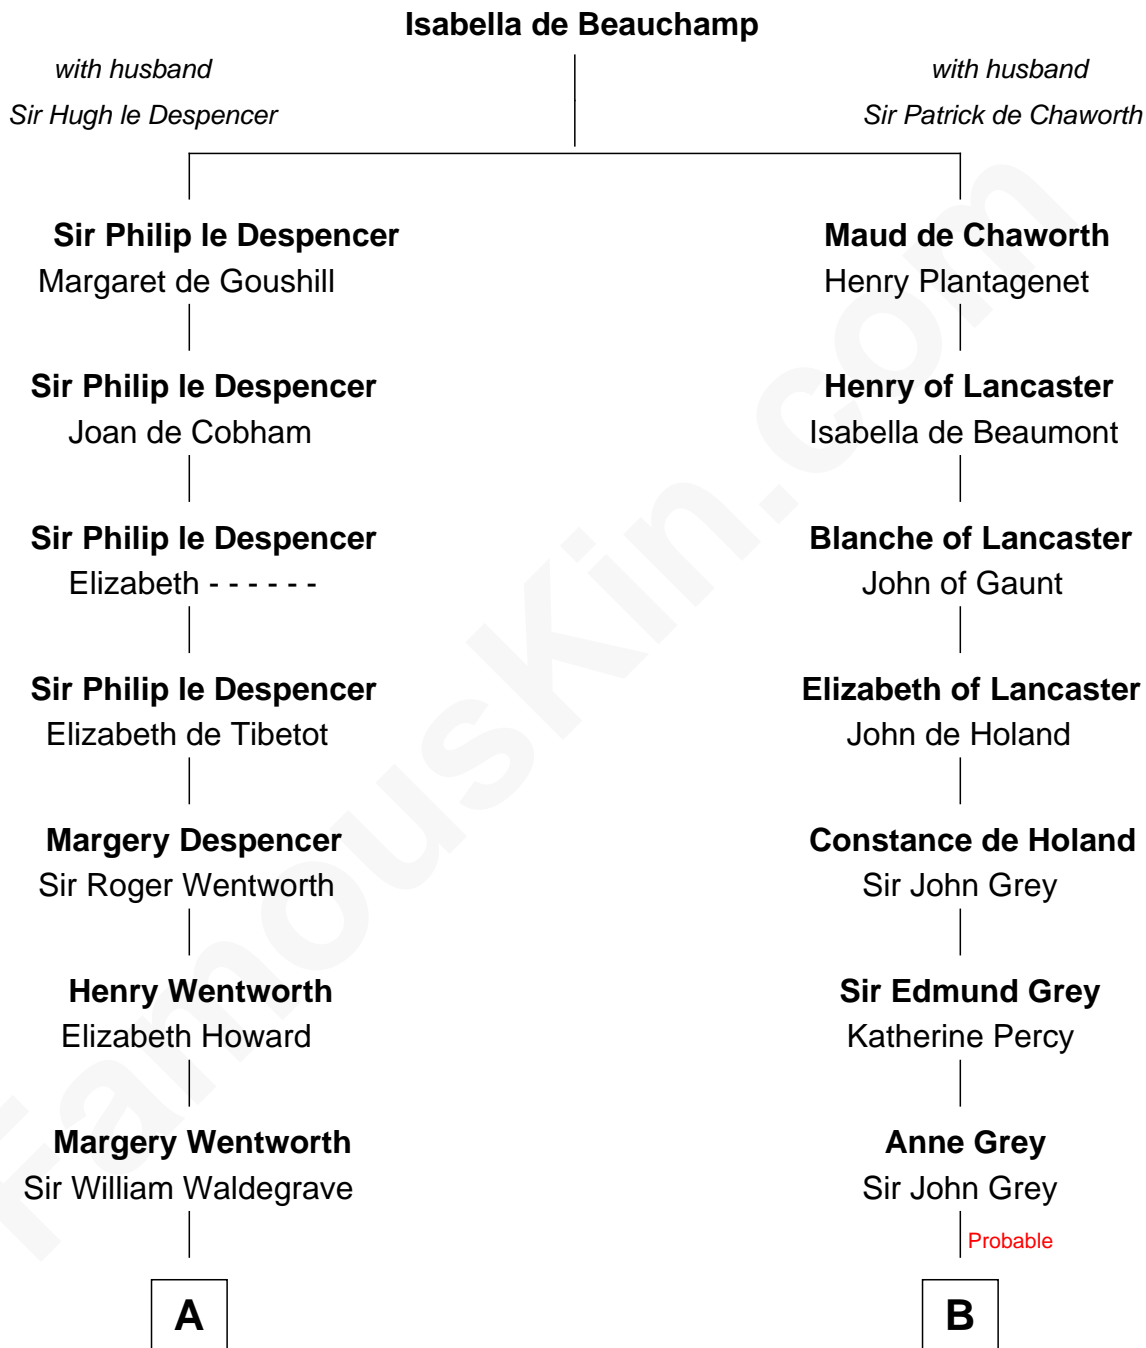 Isabella de Beauchamp
with husband
Sir Hugh le Despencer
with husband
Sir Patrick de Chaworth
Sir Philip le Despencer
Margaret de Goushill
Maud de Chaworth
Henry Plantagenet
Sir Philip le Despencer
Joan de Cobham
Henry of Lancaster
Isabella de Beaumont
Sir Philip le Despencer
Elizabeth - - - - - -
Blanche of Lancaster
John of Gaunt
Sir Philip le Despencer
Elizabeth de Tibetot
Elizabeth of Lancaster
John de Holand
Margery Despencer
Sir Roger Wentworth
Constance de Holand
Sir John Grey
Henry Wentworth
Elizabeth Howard
Sir Edmund Grey
Katherine Percy
Margery Wentworth
Sir William Waldegrave
Anne Grey
Sir John Grey
Probable
A
B
FamousKin.com